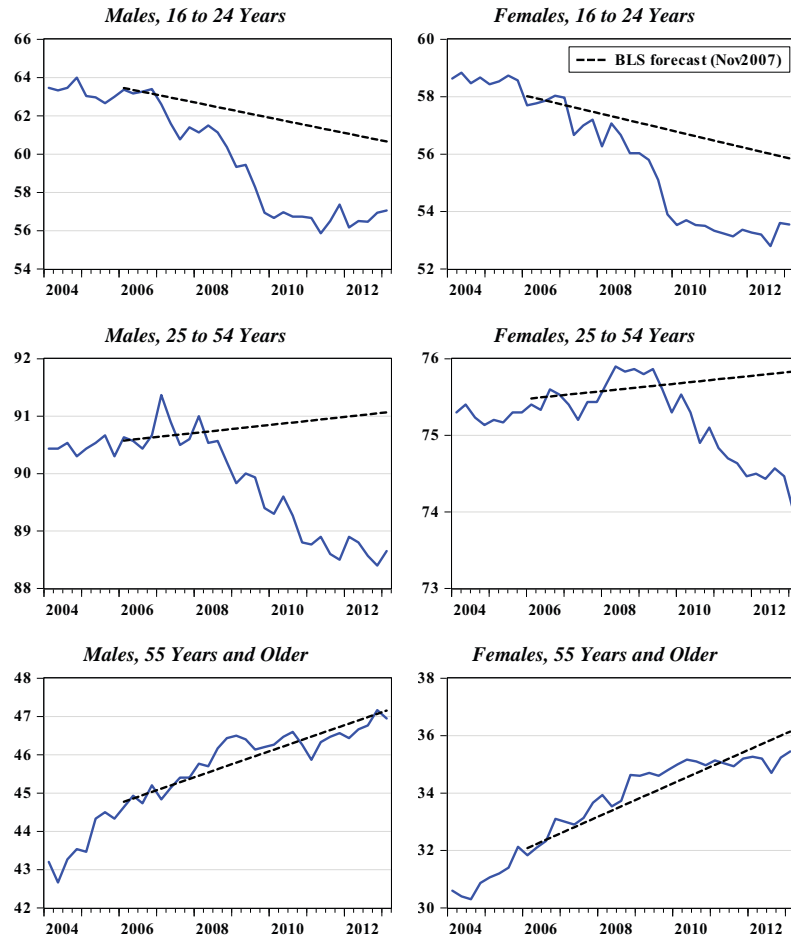 Males, 16 to 24 Years
66
64
62
60
58
56
54
2004 2006 2008 2010 2012
Females, 16 to 24 Years
60
58
56
54
52
BLS forecast (Nov2007)
2004 2006 2008 2010 2012
Males, 25 to 54 Years
92
91
90
89
88
2004 2006 2008 2010 2012
Females, 25 to 54 Years
76
75
74
73
2004 2006 2008 2010 2012
Males, 55 Years and Older
48
47
46
45
44
43
42
2004 2006 2008 2010 2012
Females, 55 Years and Older
38
36
34
32
30
2004 2006 2008 2010 2012